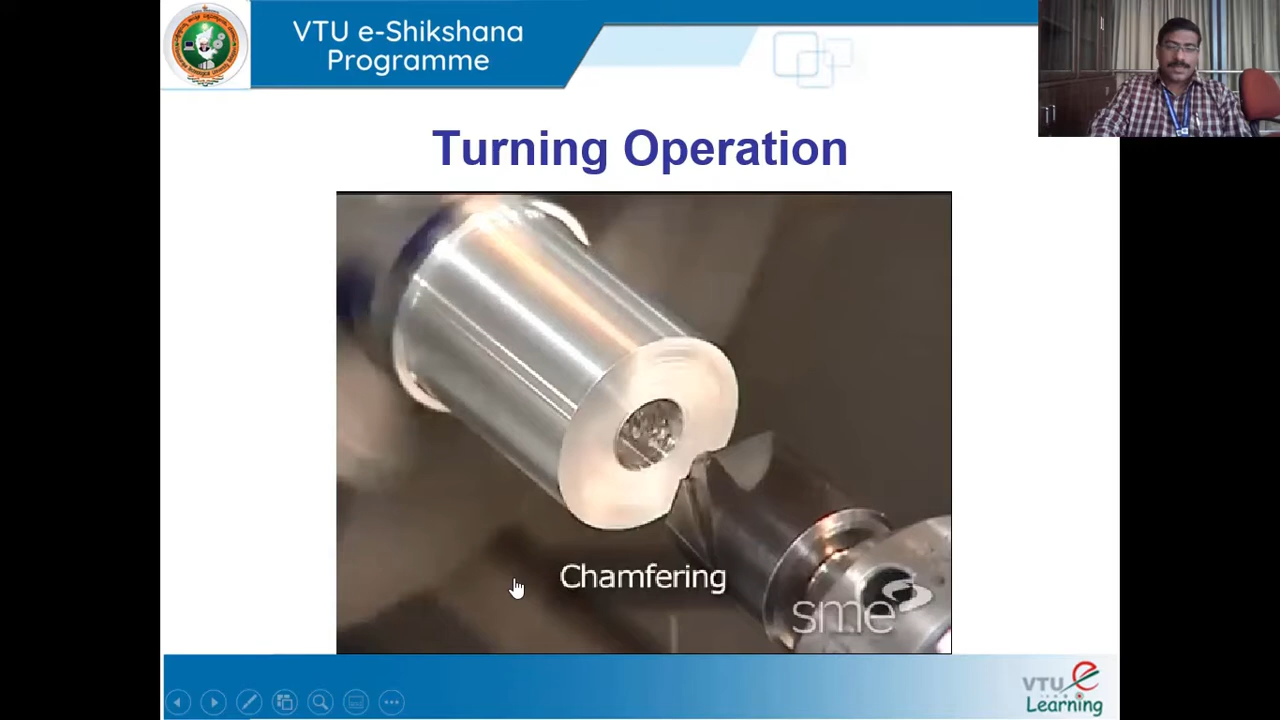 VTU e-Shikshana
Programme
Turning Operation
Chamfering
sme
VTU e
Learning